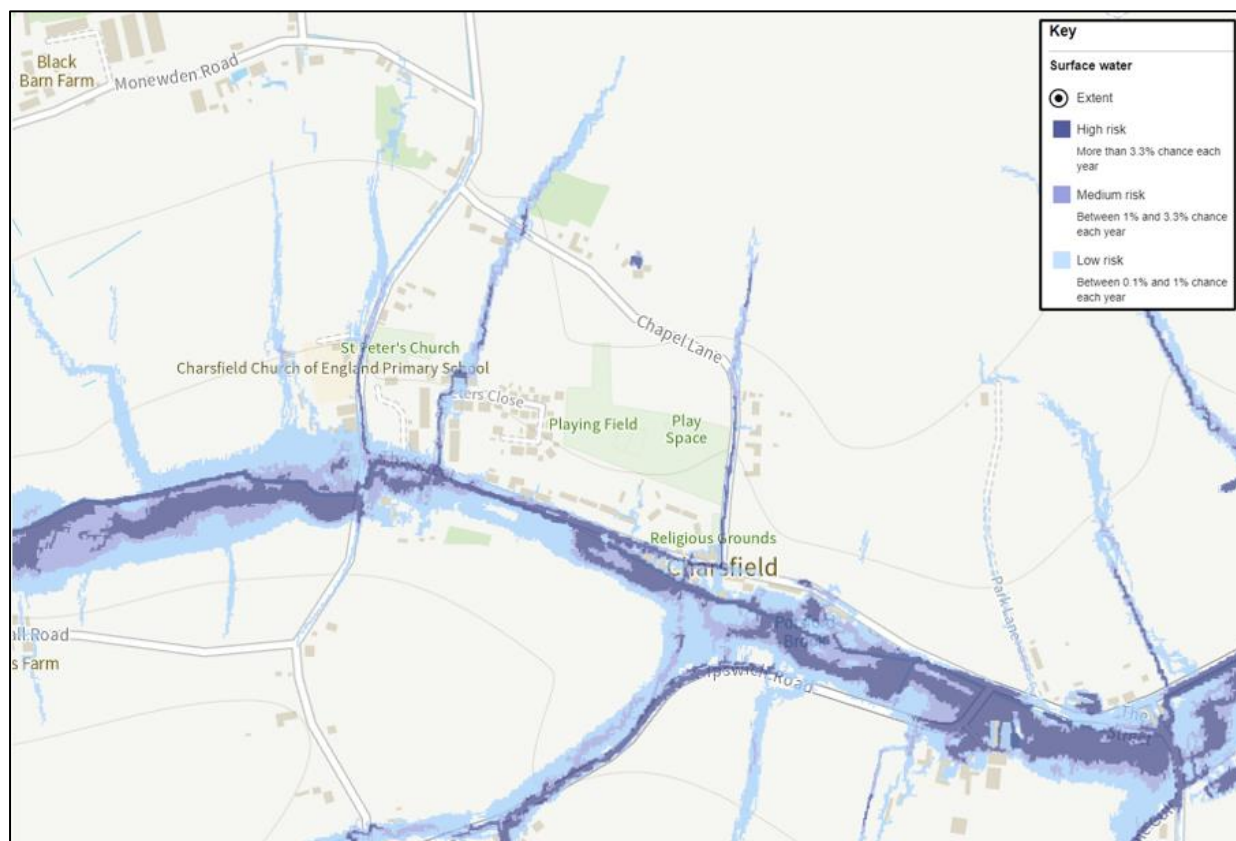 Key
Surface water
Extent
High risk
More than 3.3% chance each
year
Medium risk
Between 1% and 3.3% chance
each year
Low risk
Between 0.1% and 1% chance
each year
Black
Barn Farm
Monewden Road
Chapel Lane
St Peter's Church
Charsfield Church of England Primary School
eters Close
Playing Field
Play
Space
Religious Grounds
Charsfield
Park Lane
all Road
s Farm
Ipswich Road
The
Street